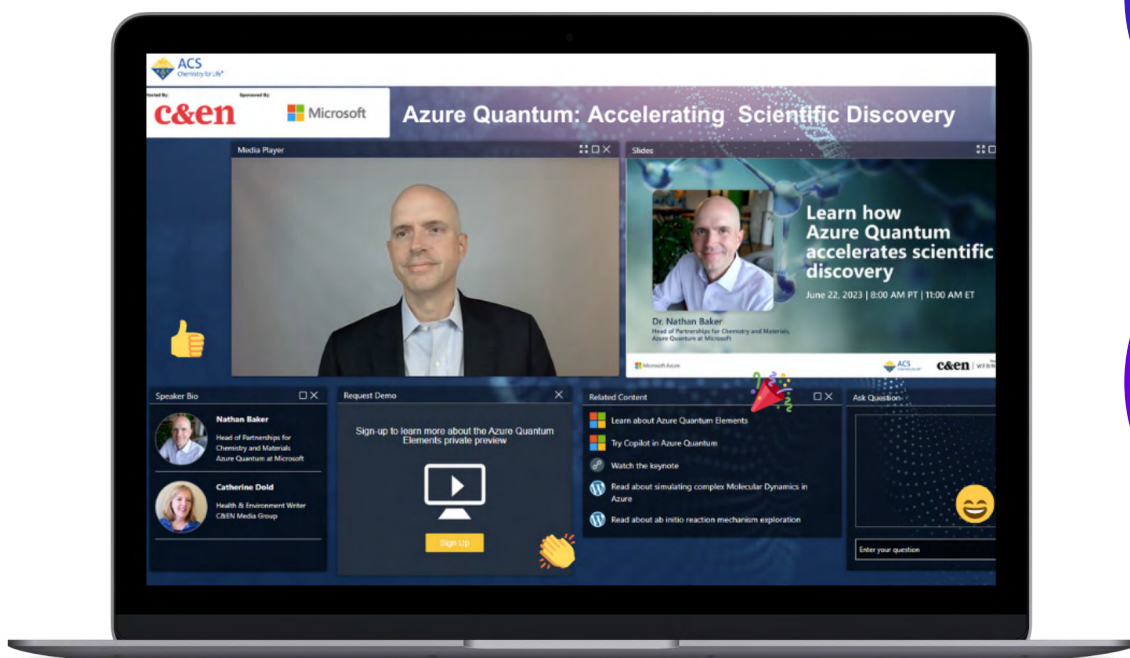 ACS
Chemistry for Life®
Hosted By:
Sponsored By:
c&en
Microsoft
Azure Quantum: Accelerating Scientific Discovery
Media Player
Slides
Learn how
Azure Quantum
accelerates scientific
discovery
June 22, 2023 | 8:00 AM PT | 11:00 AM ET
Dr. Nathan Baker
Head of Partnerships for Chemistry and Materials,
Azure Quantum at Microsoft
Microsoft Azure
ACS
c&en
Speaker Bio
Nathan Baker
Head of Partnerships for
Chemistry and Materials
Azure Quantum at Microsoft
Catherine Dold
Health & Environment Writer
C&EN Media Group
Request Demo
Sign-up to learn more about the Azure Quantum
Elements private preview
Sign Up
Related Content
Learn about Azure Quantum Elements
Try Copilot in Azure Quantum
Watch the keynote
Read about simulating complex Molecular Dynamics in
Azure
Read about ab initio reaction mechanism exploration
Ask Question
Enter your question